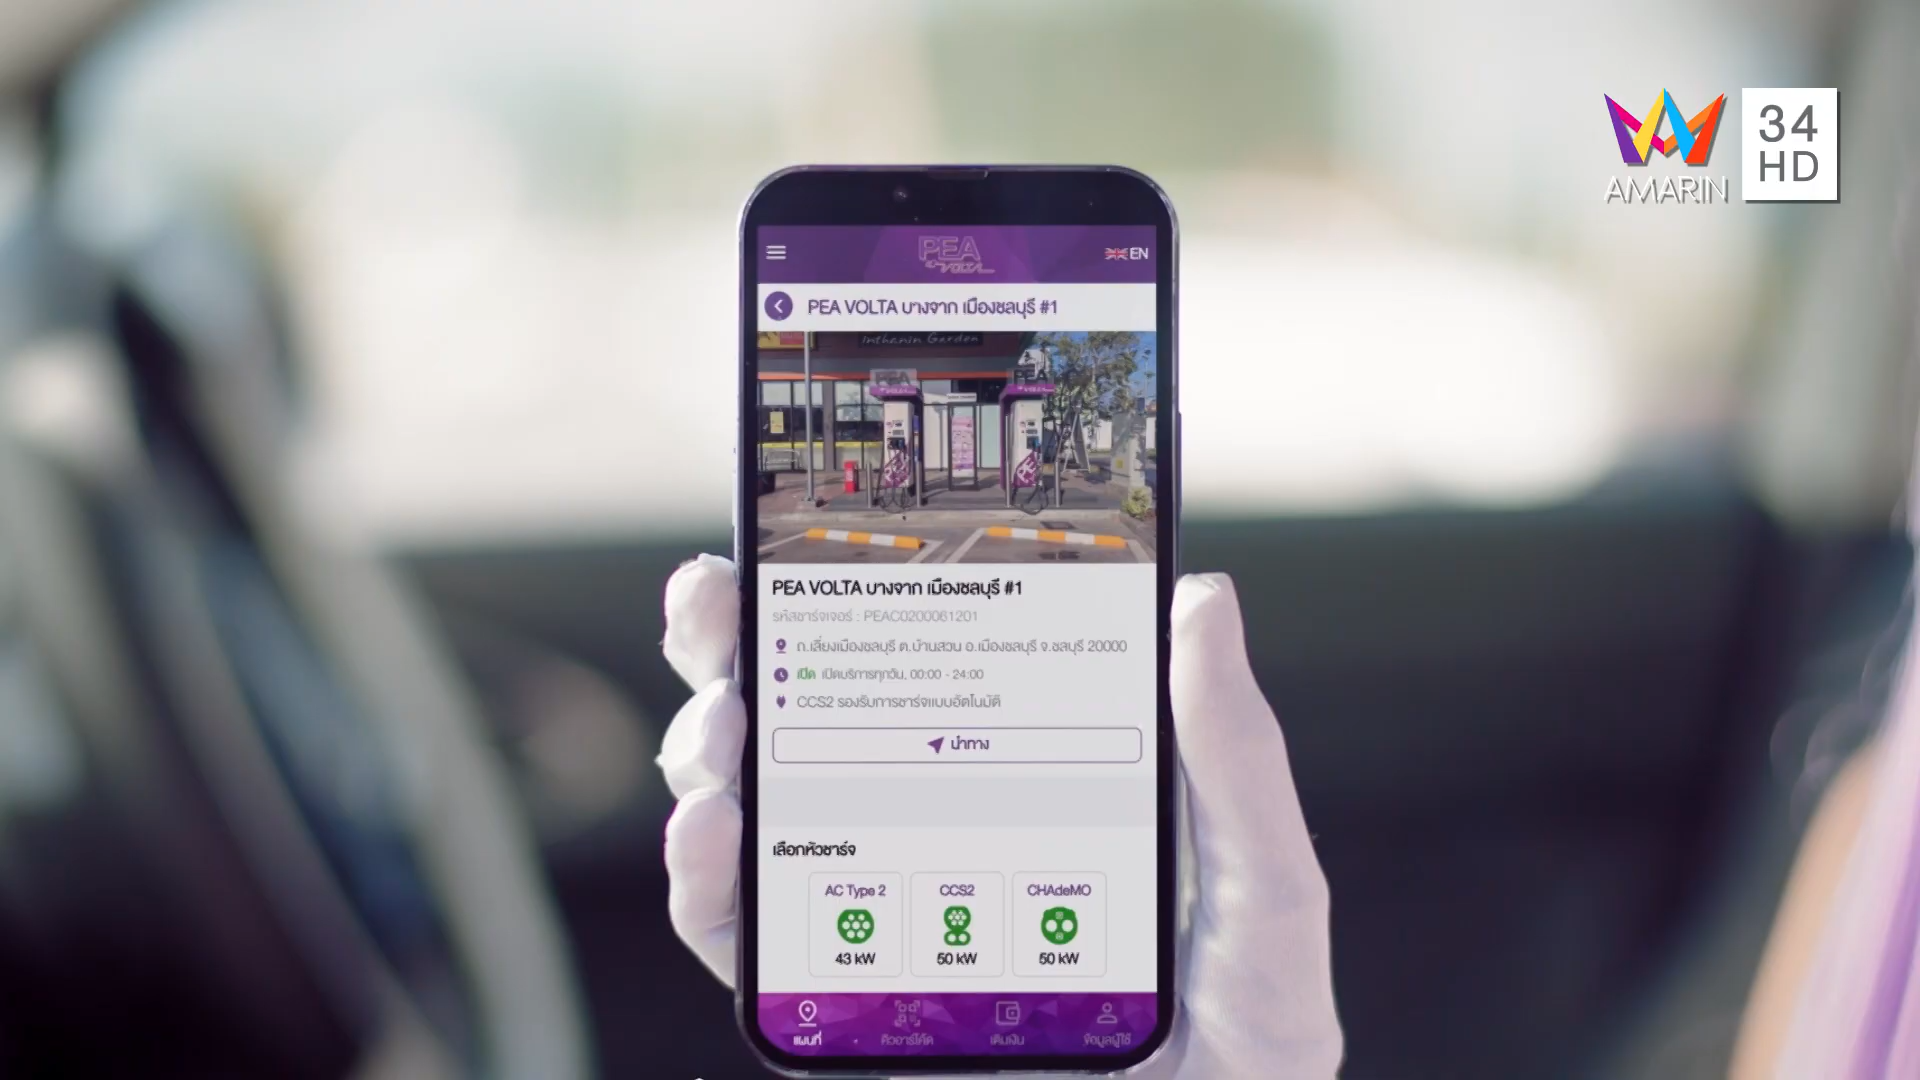 34
HD
AMARIN
PEA
VOLTA
EN
PEA VOLTA บางจาก เมืองชลบุรี #1
Inthanin Garden
PEA
PEA
PEA VOLTA บางจาก เมืองชลบุรี #1
รหัสชาร์จเจอร์ : PEAC0200061201
ถ.เลี่ยงเมืองชลบุรี ต.บ้านสวน อ.เมืองชลบุรี จ.ชลบุรี 20000
เปิด เปิดบริการทุกวัน, 00:00 - 24:00
CCS2 รองรับการชาร์จแบบอัตโนมัติ
นำทาง
เลือกหัวชาร์จ
AC Type 2 CCS2 CHAdeMO
43 kW 50 kW 50 kW
แผนที่ คิวอาร์โค้ด เติมเงิน ข้อมูลผู้ใช้